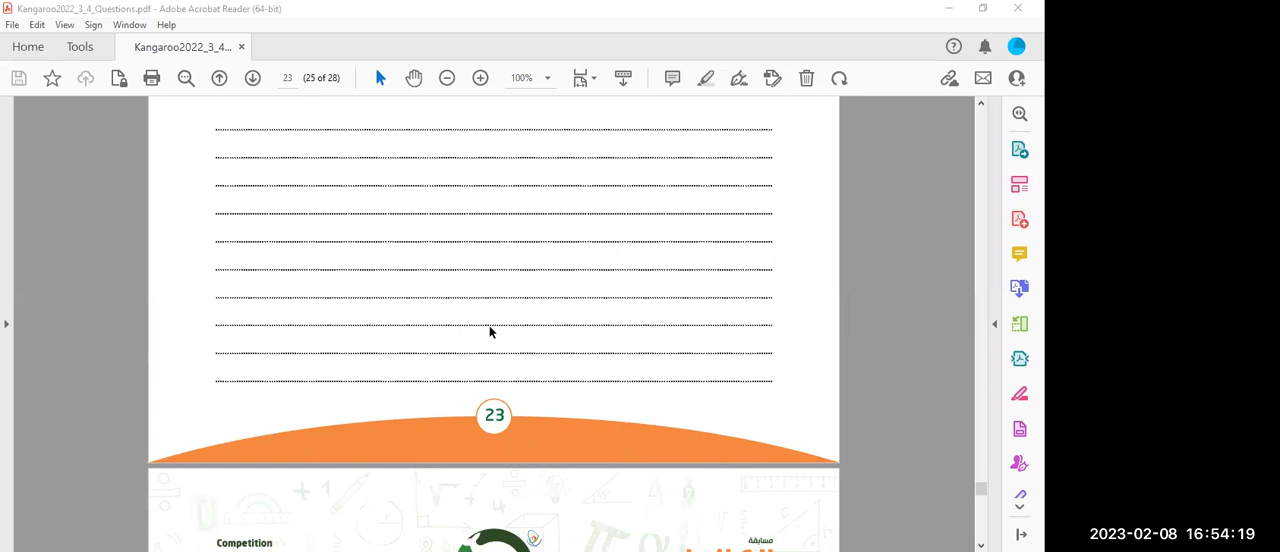 Kangaroo2022_3_4_Questions.pdf - Adobe Acrobat Reader (64-bit)
File Edit View Sign Window Help
Home Tools Kangaroo2022_3_4... ×
23 (25 of 28) 100%
23
Competition
مسابقة
2023-02-08 16:54:19